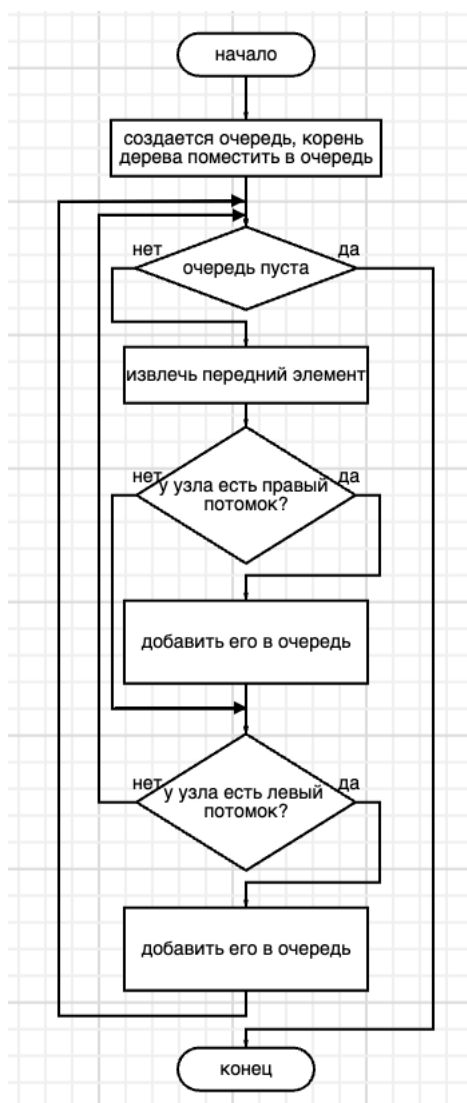 начало
создается очередь, корень
дерева поместить в очередь
нет
да
очередь пуста
извлечь передний элемент
нет
да
у узла есть правый
потомок?
добавить его в очередь
нет
да
у узла есть левый
потомок?
добавить его в очередь
конец